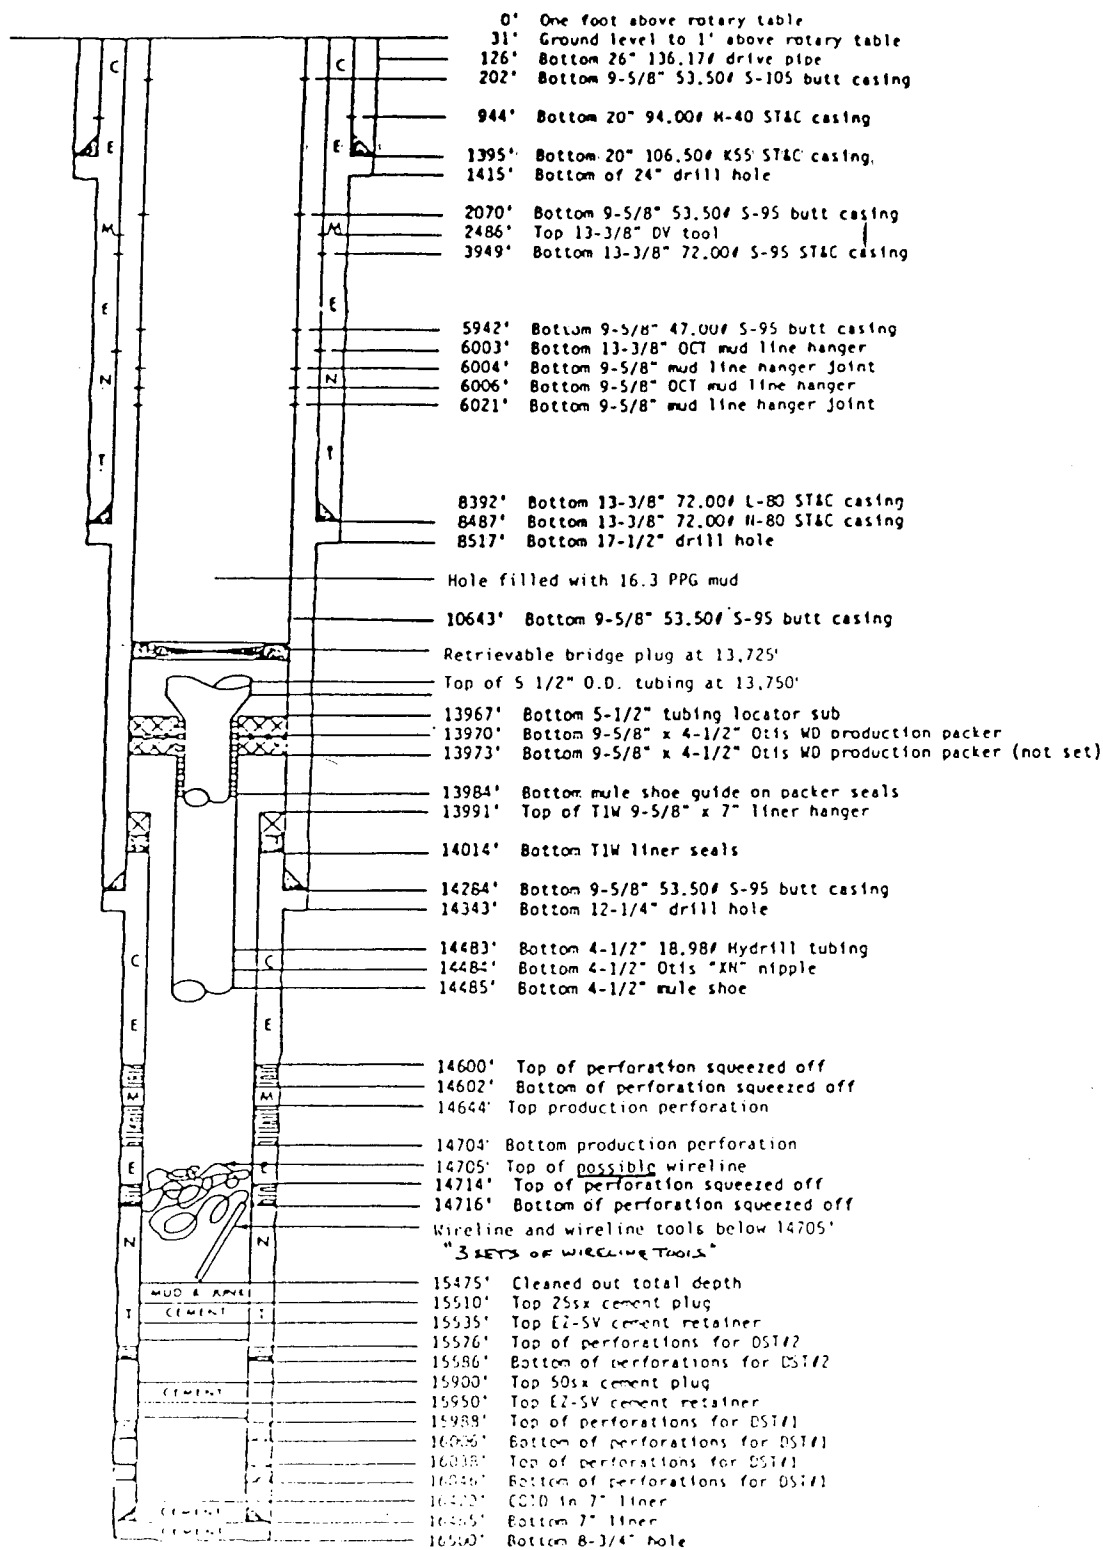 0' One foot above rotary table
31' Ground level to 1' above rotary table
126' Bottom 26" 136.17# drive pipe
202' Bottom 9-5/8" 53.50# S-105 butt casing
944' Bottom 20" 94.00# H-40 ST&C casing
1395' Bottom 20" 106.50# K55 ST&C casing
1415' Bottom of 24" drill hole
2070' Bottom 9-5/8" 53.50# S-95 butt casing
2486' Top 13-3/8" DV tool
3949' Bottom 13-3/8" 72.00# S-95 ST&C casing
5942' Bottom 9-5/8" 47.00# S-95 butt casing
6003' Bottom 13-3/8" OCT mud line hanger
6004' Bottom 9-5/8" mud line hanger joint
6006' Bottom 9-5/8" OCT mud line hanger
6021' Bottom 9-5/8" mud line hanger joint
8392' Bottom 13-3/8" 72.00# L-80 ST&C casing
8487' Bottom 13-3/8" 72.00# N-80 ST&C casing
8517' Bottom 17-1/2" drill hole
Hole filled with 16.3 PPG mud
10643' Bottom 9-5/8" 53.50# S-95 butt casing
Retrievable bridge plug at 13,725'
Top of 5 1/2" O.D. tubing at 13,750'
13967' Bottom 5-1/2" tubing locator sub
13970' Bottom 9-5/8" x 4-1/2" Otis WD production packer
13973' Bottom 9-5/8" x 4-1/2" Otis WD production packer (not set)
13984' Bottom mule shoe guide on packer seals
13991' Top of TIW 9-5/8" x 7" liner hanger
14014' Bottom TIW liner seals
14284' Bottom 9-5/8" 53.50# S-95 butt casing
14343' Bottom 12-1/4" drill hole
14483' Bottom 4-1/2" 18.98# Hydrill tubing
14484' Bottom 4-1/2" Otis "XN" nipple
14485' Bottom 4-1/2" mule shoe
14600' Top of perforation squeezed off
14602' Bottom of perforation squeezed off
14644' Top production perforation
14704' Bottom production perforation
14705' Top of possible wireline
14714' Top of perforation squeezed off
14716' Bottom of perforation squeezed off
Wireline and wireline tools below 14705'
"3 SETS OF WIRELINE TOOLS"
15475' Cleaned out total depth
15510' Top 25sx cement plug
15535' Top EZ-SV cement retainer
15576' Top of perforations for DST#2
15586' Bottom of perforations for DST#2
15900' Top 50sx cement plug
15950' Top EZ-SV cement retainer
15988' Top of perforations for DST#1
16006' Bottom of perforations for DST#1
16038' Top of perforations for DST#1
16046' Bottom of perforations for DST#1
in 7" liner
Bottom 7" liner
16500' Bottom 8-3/4" hole
CEMENT
CEMENT
CEMENT
CEMENT
MUD & JUNK
CEMENT
CEMENT
CEMENT
CEMENT